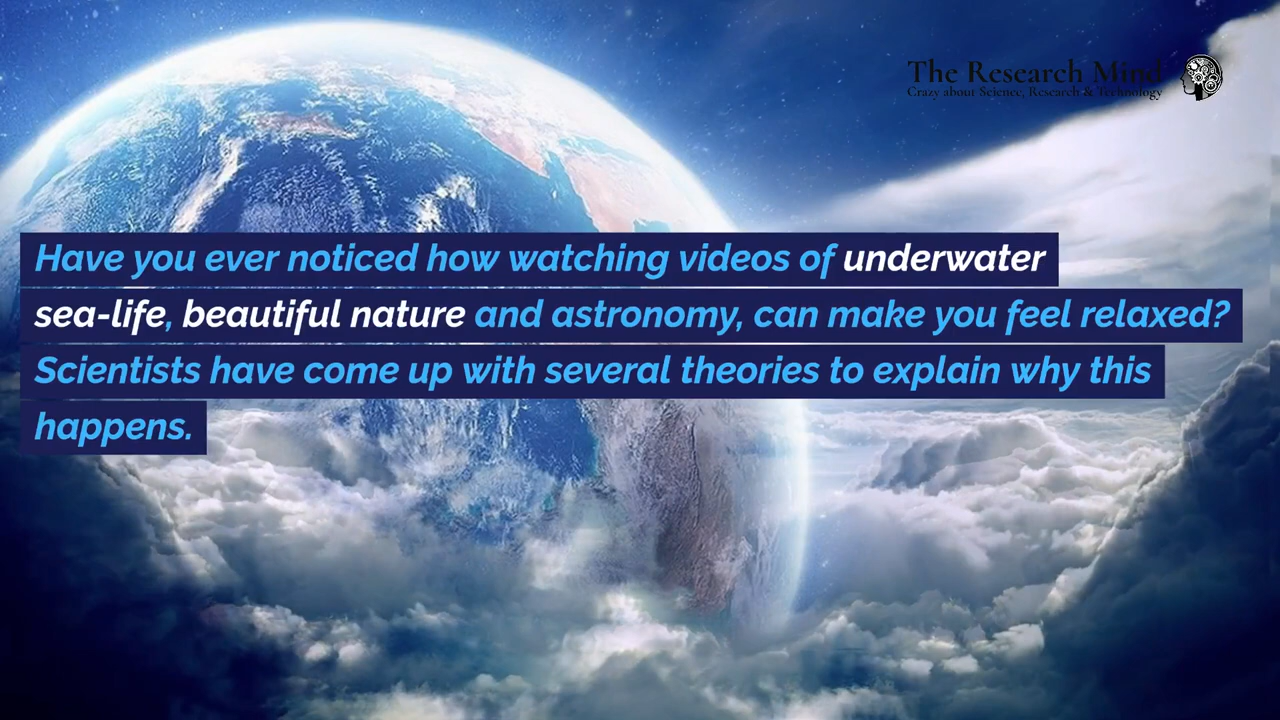 The Research Mind
Crazy about Science, Research & Technology
Have you ever noticed how watching videos of underwater
sea-life, beautiful nature and astronomy, can make you feel relaxed?
Scientists have come up with several theories to explain why this
happens.